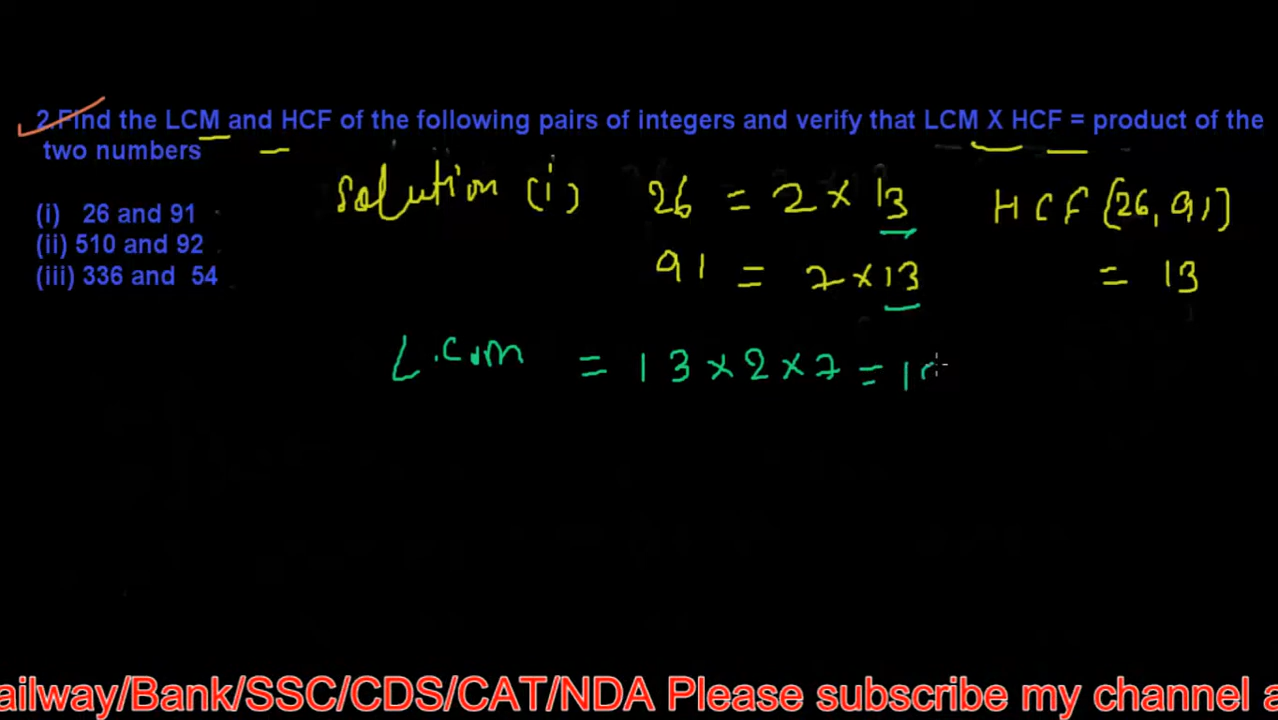 2.Find the LCM and HCF of the following pairs of integers and verify that LCM X HCF = product of the
two numbers
Solution (i) 26 = 2 × 13 HCF (26, 91)
(i) 26 and 91
(ii) 510 and 92
91 = 7 × 13 = 13
(iii) 336 and 54
L.C.M = 13 × 2 × 7 = 1
ailway/Bank/SSC/CDS/CAT/NDA Please subscribe my channel a